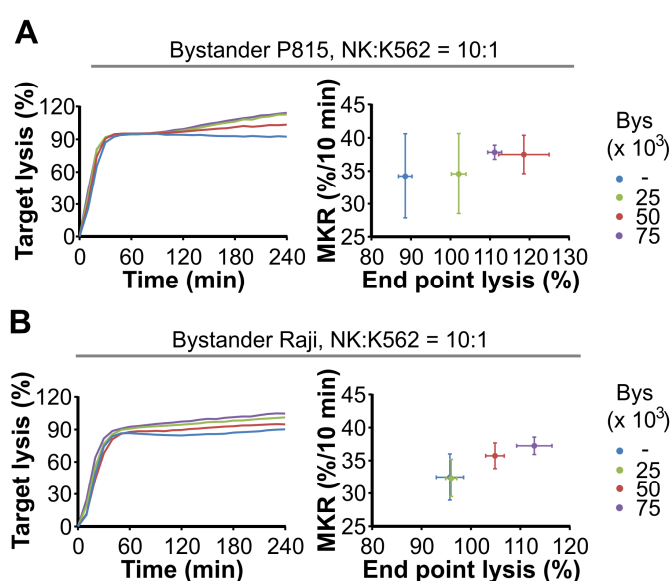 A
Bystander P815, NK:K562 = 10:1
Target lysis (%)
120
90
60
30
0
0 60 120 180 240
Time (min)
MKR (%/10 min)
45
40
35
30
25
80 90 100 110 120 130
End point lysis (%)
Bys
(x 10³)
-
25
50
75
B
Bystander Raji, NK:K562 = 10:1
Target lysis (%)
120
90
60
30
0
0 60 120 180 240
Time (min)
MKR (%/10 min)
45
40
35
30
25
80 90 100 110 120
End point lysis (%)
Bys
(x 10³)
-
25
50
75